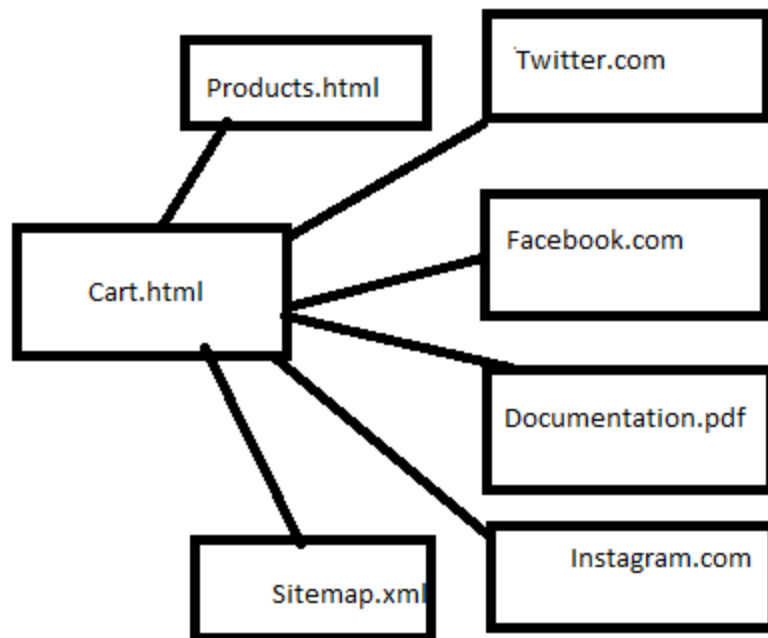 Products.html
Twitter.com
Cart.html
Facebook.com
Documentation.pdf
Sitemap.xml
Instagram.com